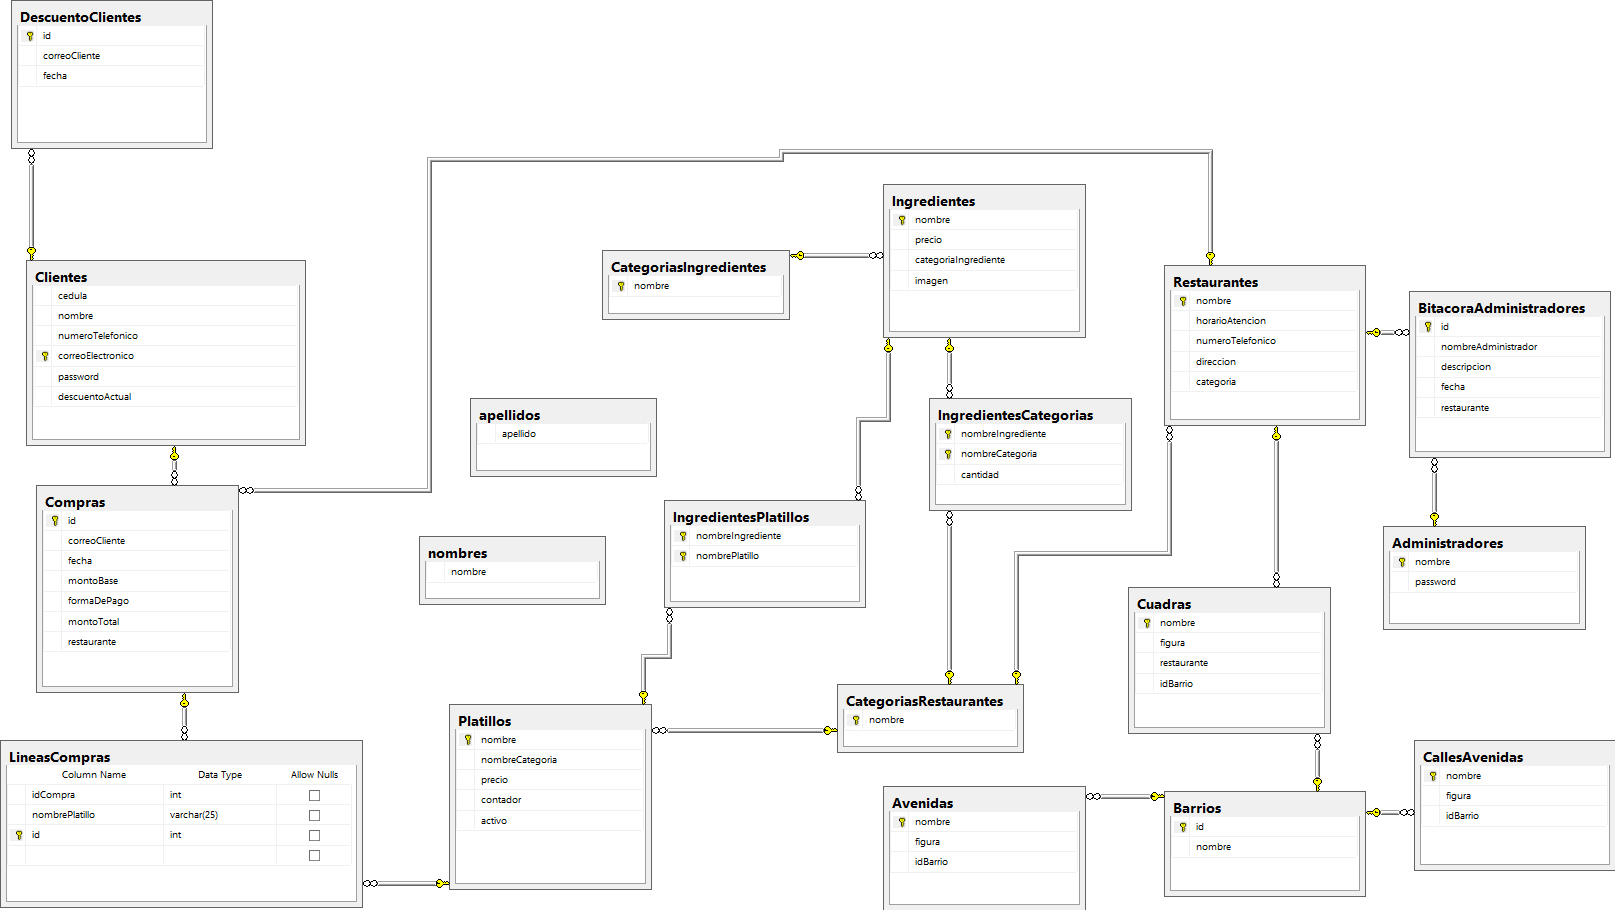 DescuentoClientes
id
correoCliente
fecha
Clientes
cedula
nombre
numeroTelefonico
correoElectronico
password
descuentoActual
Compras
id
correoCliente
fecha
montoBase
formaDePago
montoTotal
restaurante
LineasCompras
Column Name Data Type Allow Nulls
idCompra int
nombrePlatillo varchar(25)
id int
apellidos
apellido
nombres
nombre
CategoriasIngredientes
nombre
Ingredientes
nombre
precio
categoriaIngrediente
imagen
IngredientesCategorias
nombreIngrediente
nombreCategoria
cantidad
IngredientesPlatillos
nombreIngrediente
nombrePlatillo
Platillos
nombre
nombreCategoria
precio
contador
activo
CategoriasRestaurantes
nombre
Restaurantes
nombre
horarioAtencion
numeroTelefonico
direccion
categoria
BitacoraAdministradores
id
nombreAdministrador
descripcion
fecha
restaurante
Administradores
nombre
password
Cuadras
nombre
figura
restaurante
idBarrio
Avenidas
nombre
figura
idBarrio
Barrios
id
nombre
CallesAvenidas
nombre
figura
idBarrio